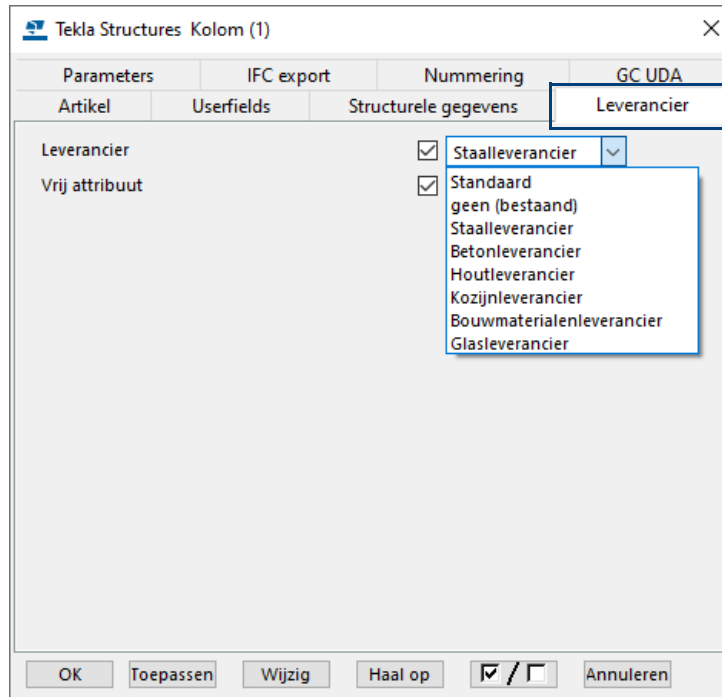 Tekla Structures Kolom (1)
Parameters IFC export Nummering GC UDA
Artikel Userfields Structurele gegevens Leverancier
Leverancier Staalleverancier
Vrij attribuut
Standaard
geen (bestaand)
Staalleverancier
Betonleverancier
Houtleverancier
Kozijnleverancier
Bouwmaterialenleverancier
Glasleverancier
OK Toepassen Wijzig Haal op / Annuleren